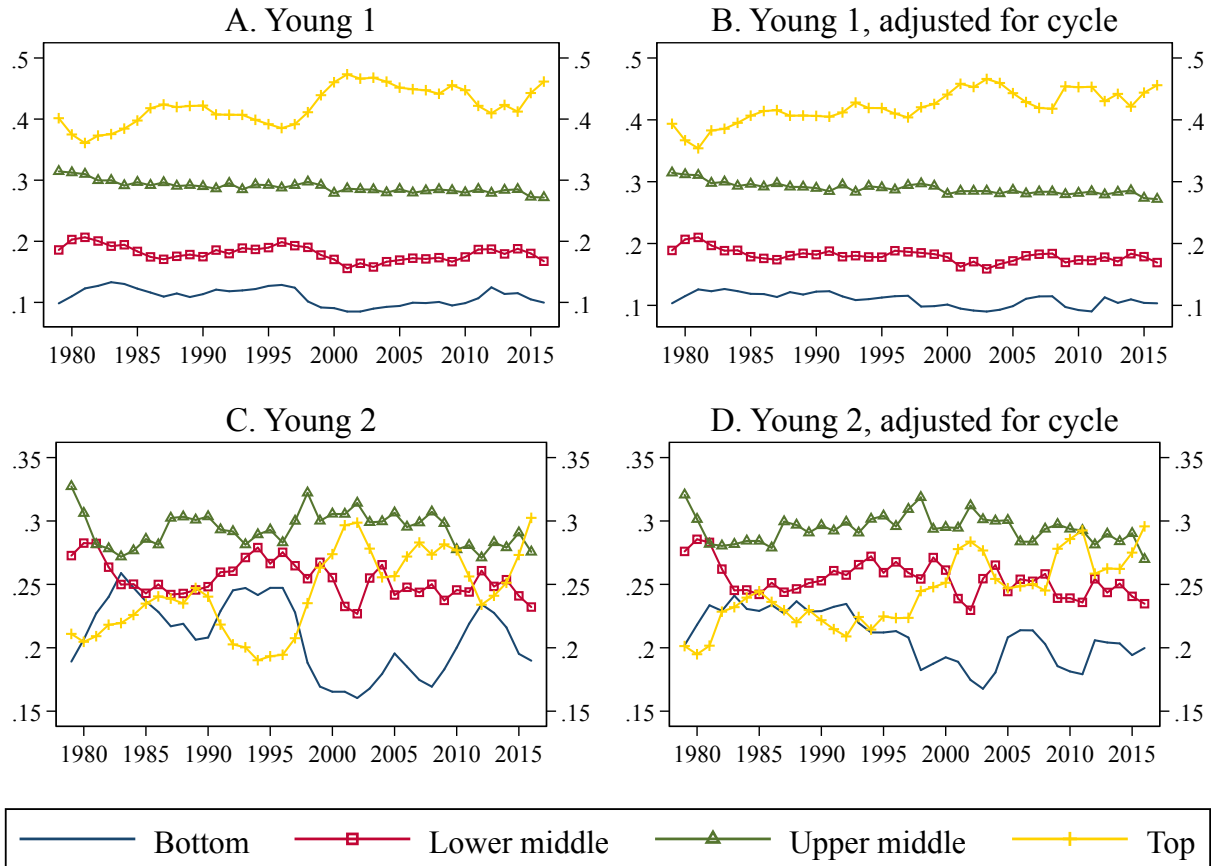 A. Young 1
B. Young 1, adjusted for cycle
.5 .5 .5 .5
.4 .4 .4 .4
.3 .3 .3 .3
.2 .2 .2 .2
.1 .1 .1 .1
1980 1985 1990 1995 2000 2005 2010 2015
1980 1985 1990 1995 2000 2005 2010 2015
C. Young 2
D. Young 2, adjusted for cycle
.35 .35 .35 .35
.3 .3 .3 .3
.25 .25 .25 .25
.2 .2 .2 .2
.15 .15 .15 .15
1980 1985 1990 1995 2000 2005 2010 2015
1980 1985 1990 1995 2000 2005 2010 2015
Bottom Lower middle Upper middle Top